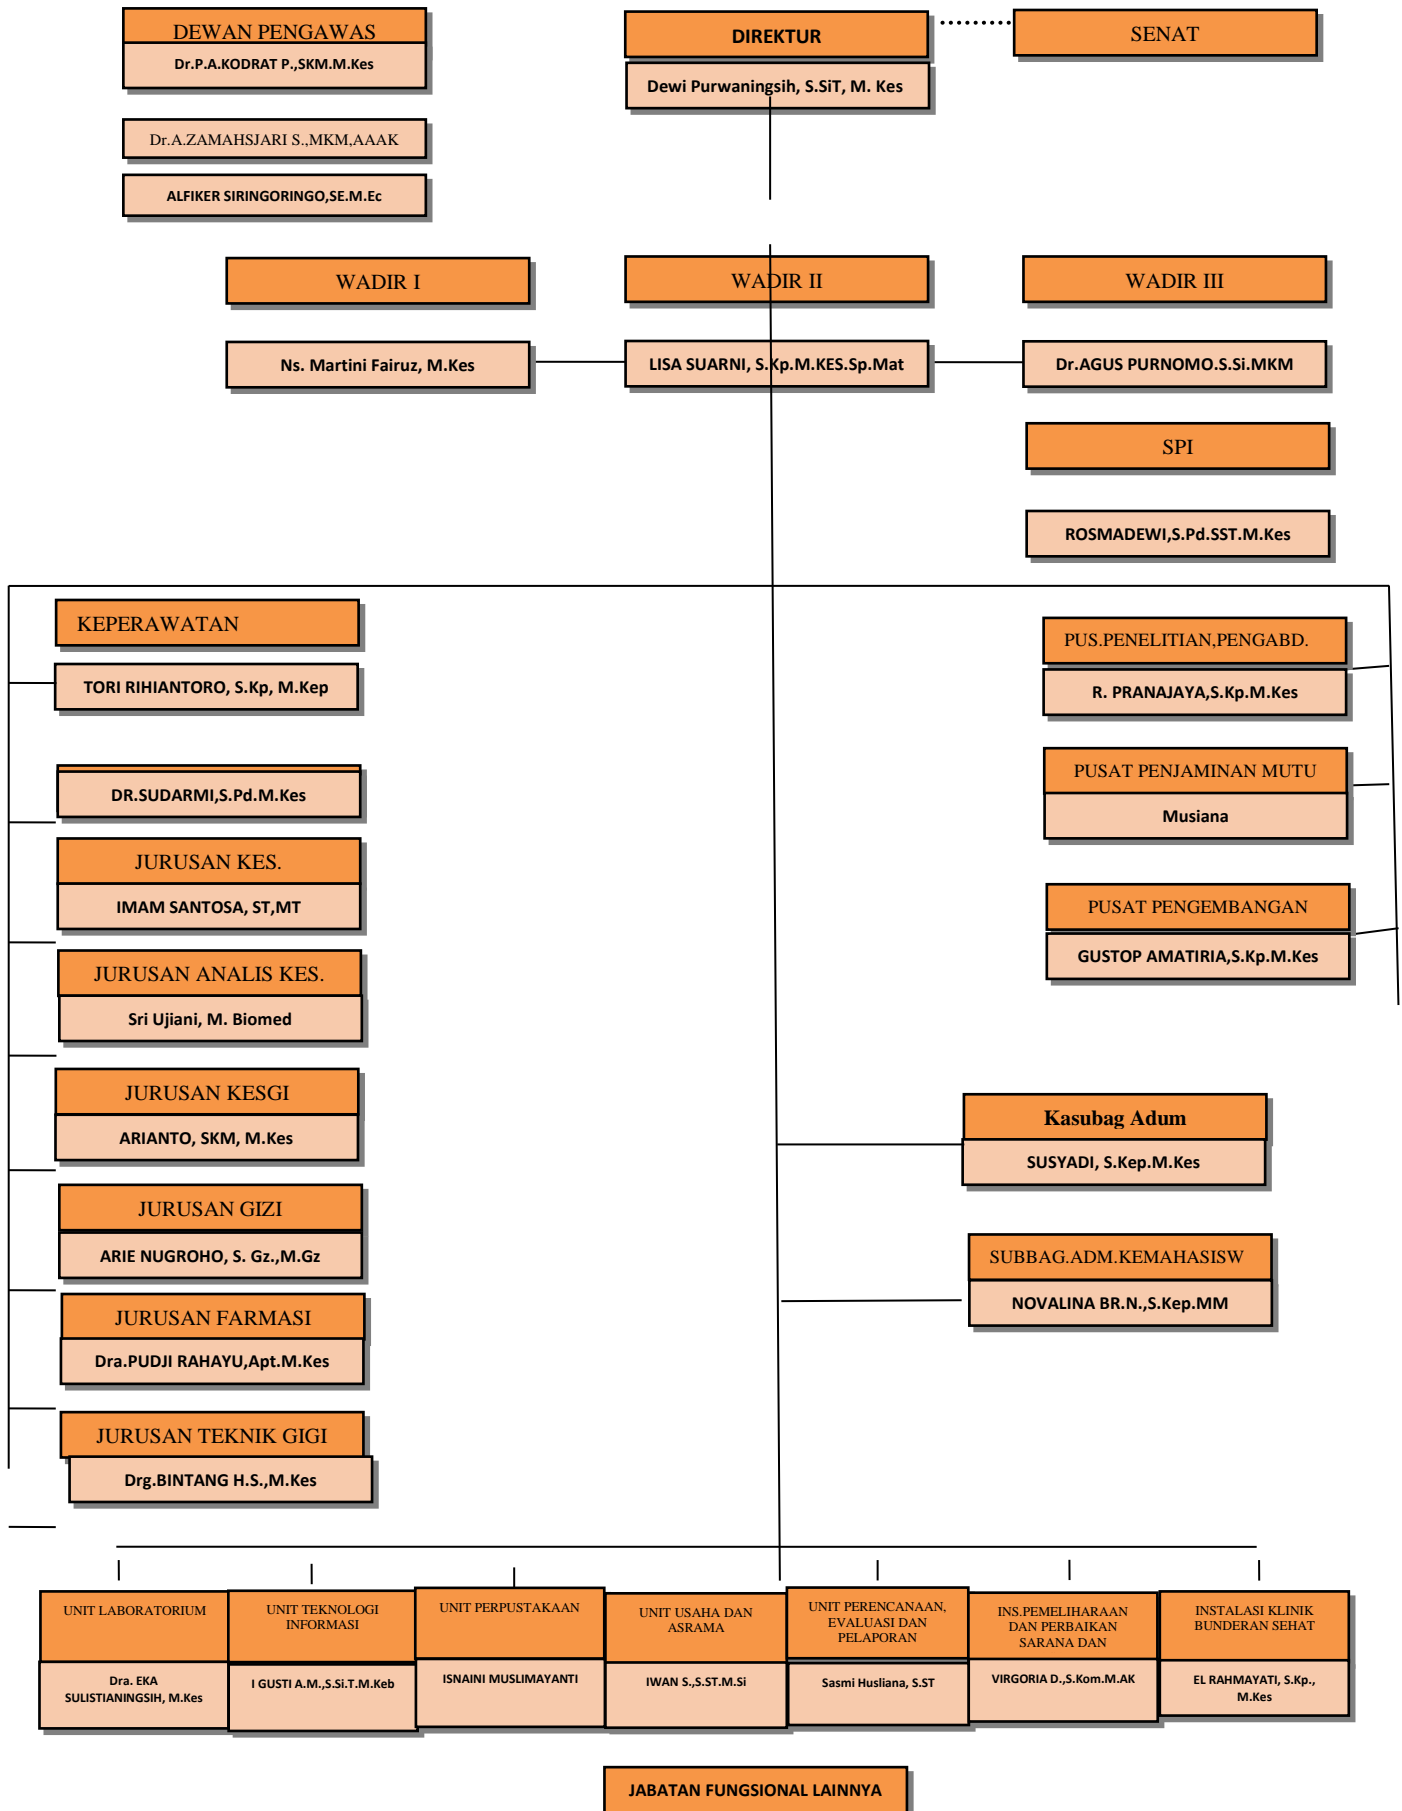 DEWAN PENGAWAS
Dr.P.A.KODRAT P.,SKM.M.Kes
Dr.A.ZAMAHSJARI S.,MKM,AAAK
ALFIKER SIRINGORINGO,SE.M.Ec
DIREKTUR
Dewi Purwaningsih, S.SiT, M. Kes
SENAT
WADIR I
Ns. Martini Fairuz, M.Kes
WADIR II
LISA SUARNI, S.Kp.M.KES.Sp.Mat
WADIR III
Dr.AGUS PURNOMO.S.Si.MKM
SPI
ROSMADEWI,S.Pd.SST.M.Kes
KEPERAWATAN
TORI RIHIANTORO, S.Kp, M.Kep
DR.SUDARMI,S.Pd.M.Kes
JURUSAN KES.
IMAM SANTOSA, ST,MT
JURUSAN ANALIS KES.
Sri Ujiani, M. Biomed
JURUSAN KESGI
ARIANTO, SKM, M.Kes
JURUSAN GIZI
ARIE NUGROHO, S. Gz.,M.Gz
JURUSAN FARMASI
Dra.PUDJI RAHAYU,Apt.M.Kes
JURUSAN TEKNIK GIGI
Drg.BINTANG H.S.,M.Kes
PUS.PENELITIAN,PENGABD.
R. PRANAJAYA,S.Kp.M.Kes
PUSAT PENJAMINAN MUTU
Musiana
PUSAT PENGEMBANGAN
GUSTOP AMATIRIA,S.Kp.M.Kes
Kasubag Adum
SUSYADI, S.Kep.M.Kes
SUBBAG.ADM.KEMAHASISW
NOVALINA BR.N.,S.Kep.MM
UNIT LABORATORIUM
Dra. EKA
SULISTIANINGSIH, M.Kes
UNIT TEKNOLOGI
INFORMASI
I GUSTI A.M.,S.Si.T.M.Keb
UNIT PERPUSTAKAAN
ISNAINI MUSLIMAYANTI
UNIT USAHA DAN
ASRAMA
IWAN S.,S.ST.M.Si
UNIT PERENCANAAN,
EVALUASI DAN
PELAPORAN
Sasmi Husliana, S.ST
INS.PEMELIHARAAN
DAN PERBAIKAN
SARANA DAN
VIRGORIA D.,S.Kom.M.AK
INSTALASI KLINIK
BUNDERAN SEHAT
EL RAHMAYATI, S.Kp.,
M.Kes
JABATAN FUNGSIONAL LAINNYA